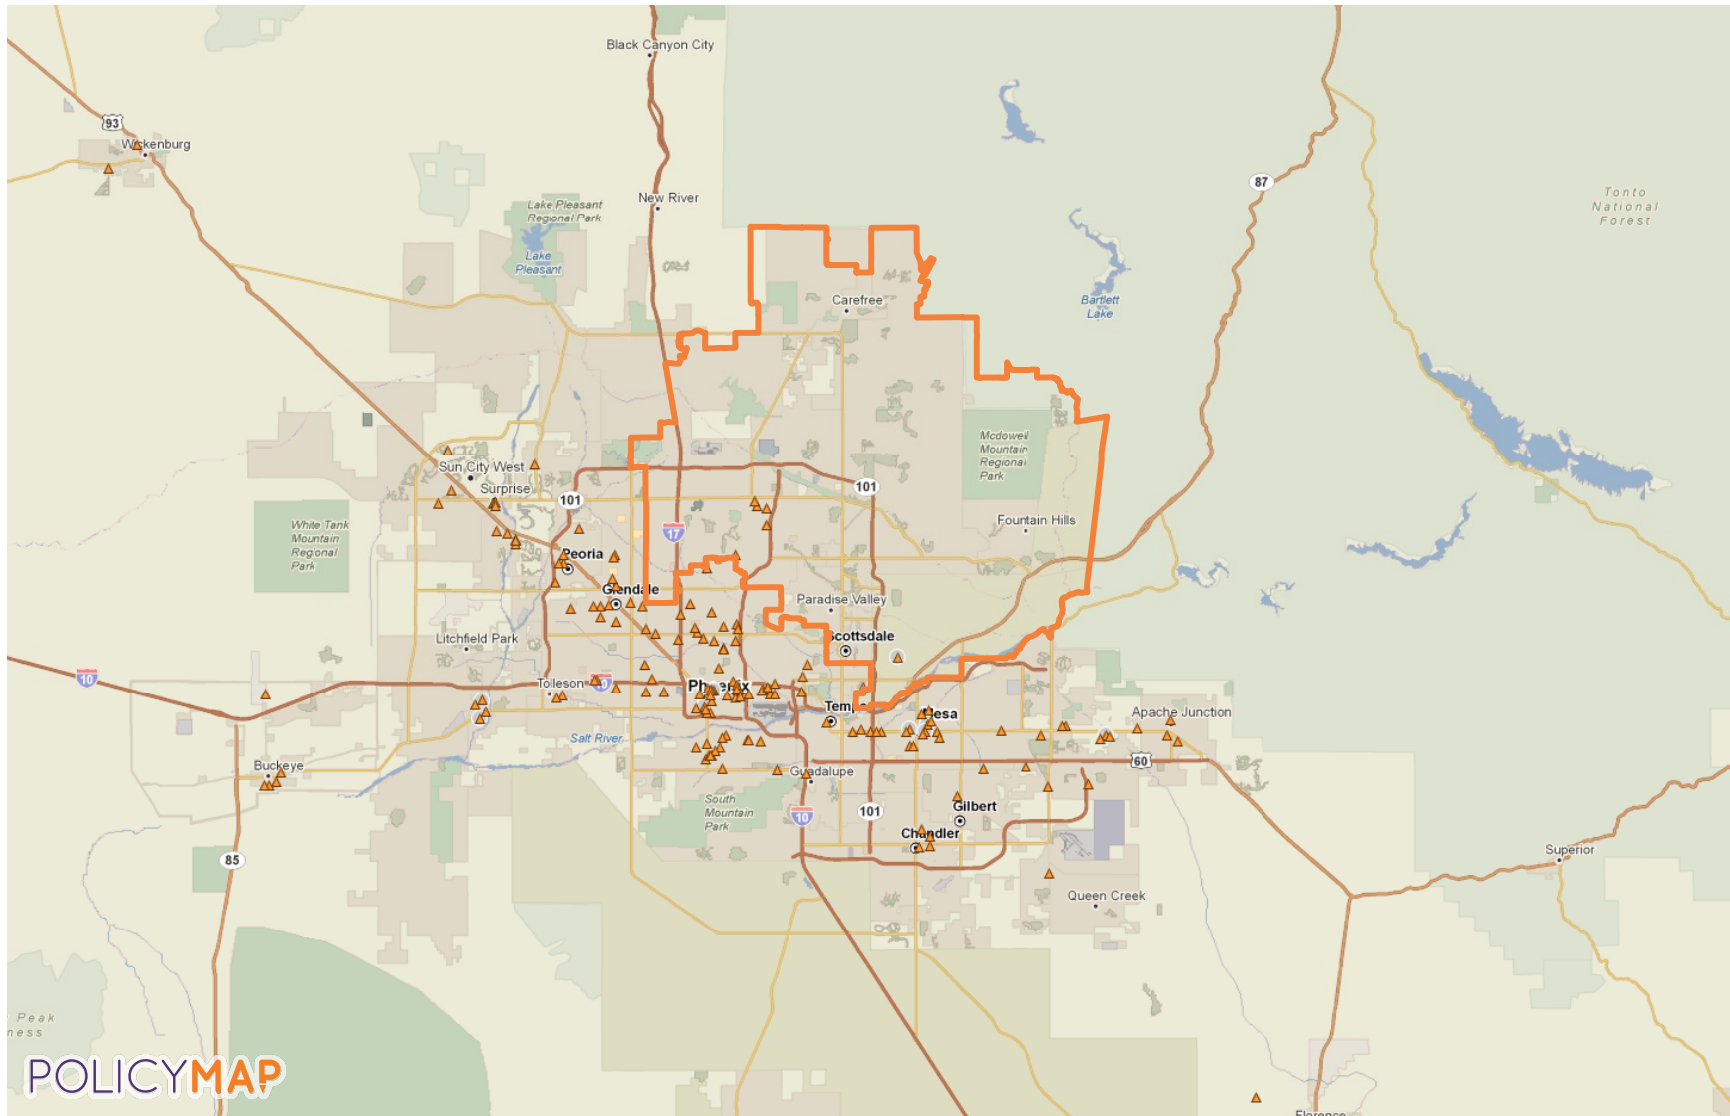 Black Canyon City
93
Wickenburg
87
Tonto
National
Forest
New River
Lake Pleasant
Regional Park
Lake
Pleasant
Carefree
Bartlett
Lake
Mcdowell
Mountain
Regional
Park
Sun City West
Surprise
101
101
Fountain Hills
White Tank
Mountain
Regional
Park
17
Peoria
Glendale
Paradise Valley
Scottsdale
Litchfield Park
10
Tolleson
10
Phoenix
Tempe
Mesa
Apache Junction
Salt River
Buckeye
Guadalupe
60
South
Mountain
Park
10
101
Gilbert
Chandler
85
Superior
Queen Creek
Peak
ness
POLICYMAP
Florence